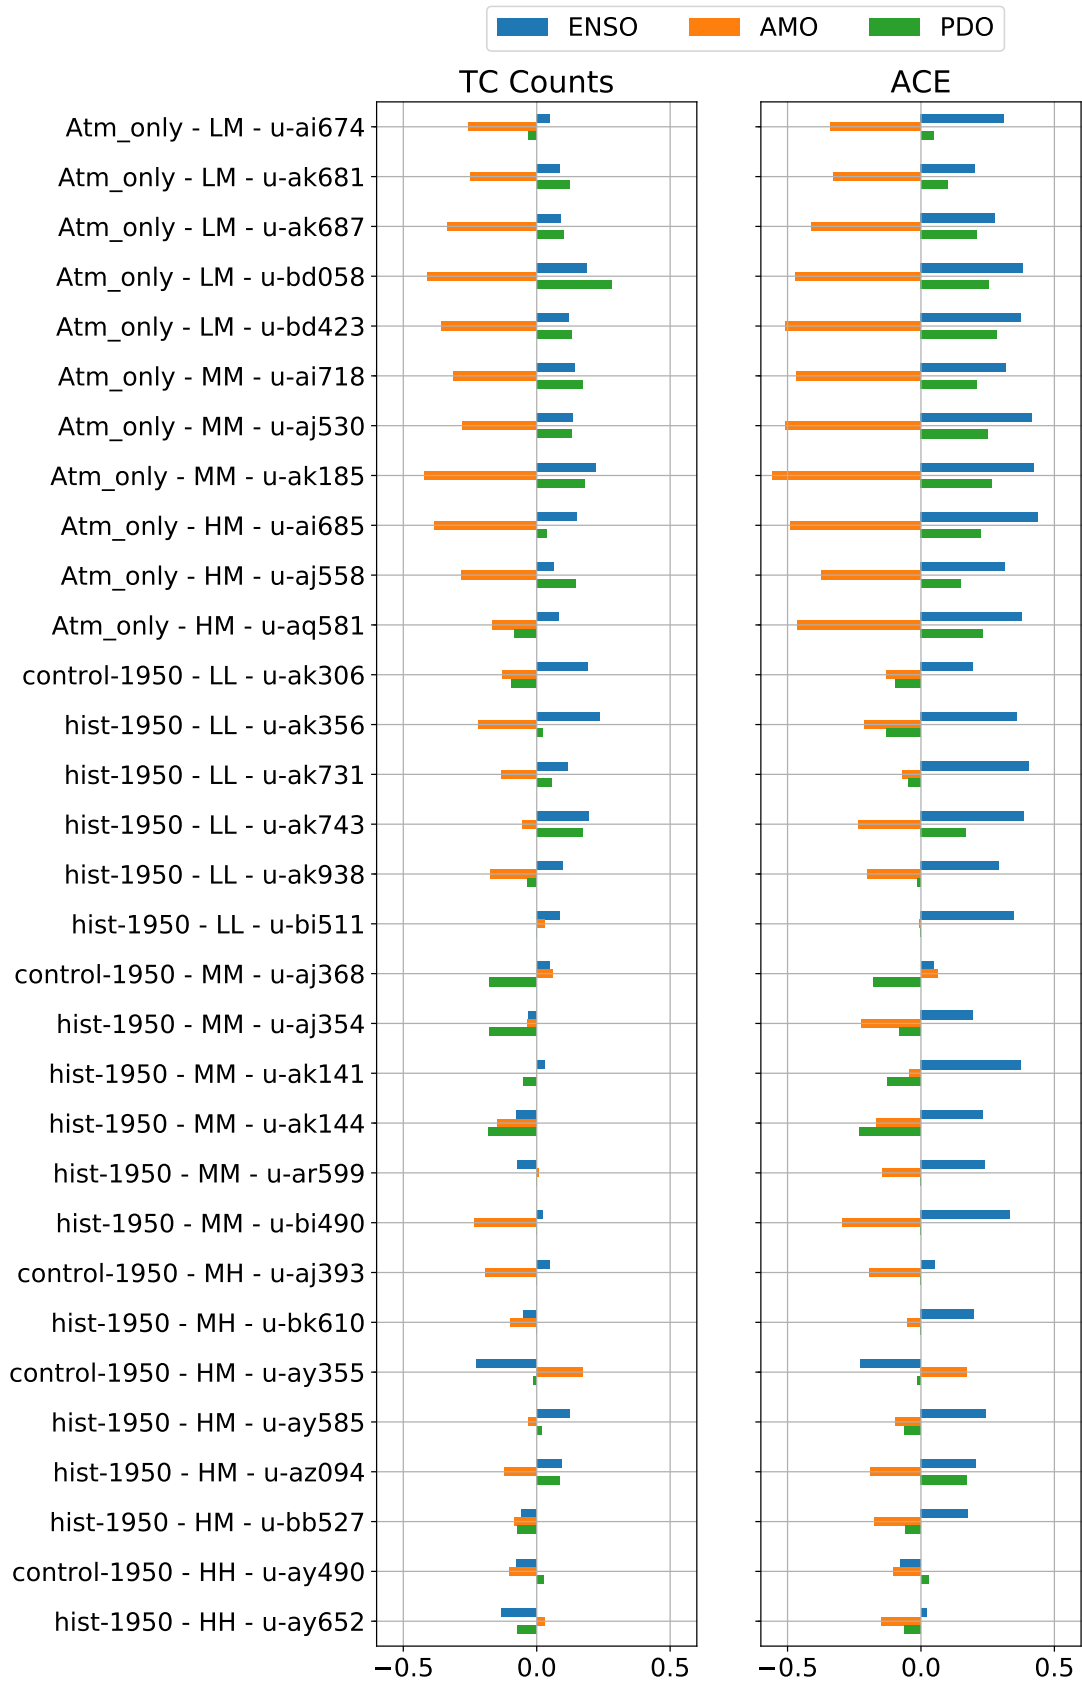 ENSO AMO PDO
TC Counts ACE
Atm_only - LM - u-ai674
Atm_only - LM - u-ak681
Atm_only - LM - u-ak687
Atm_only - LM - u-bd058
Atm_only - LM - u-bd423
Atm_only - MM - u-ai718
Atm_only - MM - u-aj530
Atm_only - MM - u-ak185
Atm_only - HM - u-ai685
Atm_only - HM - u-aj558
Atm_only - HM - u-aq581
control-1950 - LL - u-ak306
hist-1950 - LL - u-ak356
hist-1950 - LL - u-ak731
hist-1950 - LL - u-ak743
hist-1950 - LL - u-ak938
hist-1950 - LL - u-bi511
control-1950 - MM - u-aj368
hist-1950 - MM - u-aj354
hist-1950 - MM - u-ak141
hist-1950 - MM - u-ak144
hist-1950 - MM - u-ar599
hist-1950 - MM - u-bi490
control-1950 - MH - u-aj393
hist-1950 - MH - u-bk610
control-1950 - HM - u-ay355
hist-1950 - HM - u-ay585
hist-1950 - HM - u-az094
hist-1950 - HM - u-bb527
control-1950 - HH - u-ay490
hist-1950 - HH - u-ay652
−0.5 0.0 0.5 −0.5 0.0 0.5